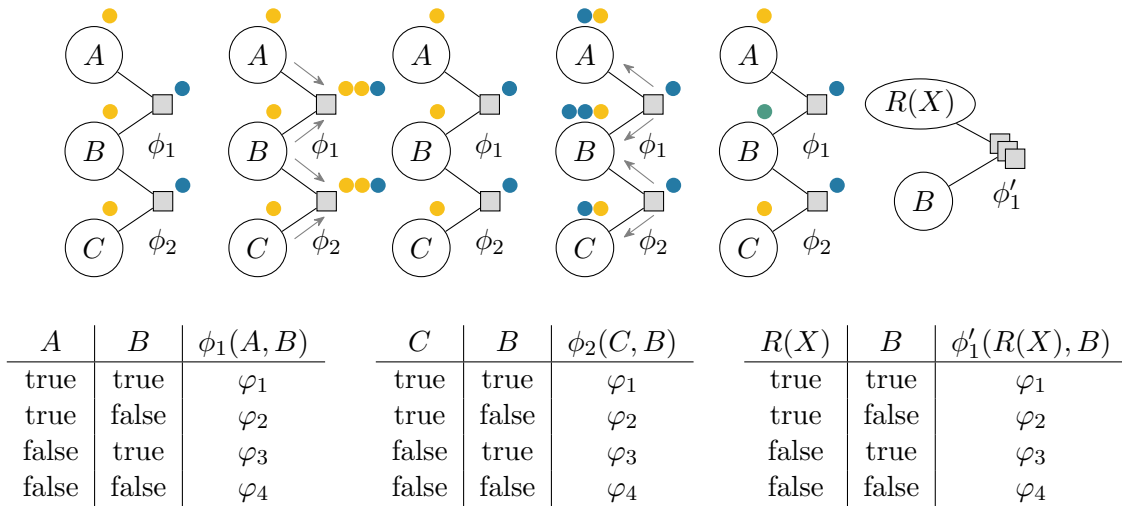 A A A A A
R(X)
B ϕ₁ B ϕ₁ B ϕ₁ B ϕ₁ B ϕ₁
B ϕ′₁
C ϕ₂ C ϕ₂ C ϕ₂ C ϕ₂ C ϕ₂
A B ϕ₁(A, B)
true true φ₁
true false φ₂
false true φ₃
false false φ₄
C B ϕ₂(C, B)
true true φ₁
true false φ₂
false true φ₃
false false φ₄
R(X) B ϕ′₁(R(X), B)
true true φ₁
true false φ₂
false true φ₃
false false φ₄